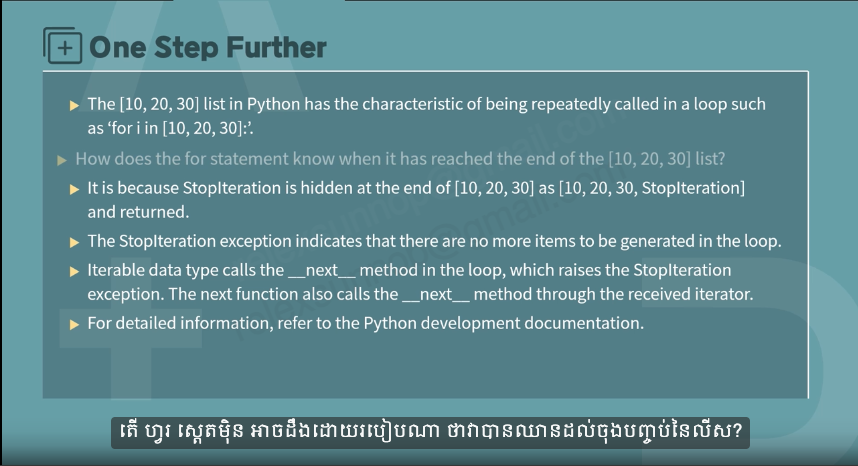 One Step Further
The [10, 20, 30] list in Python has the characteristic of being repeatedly called in a loop such
as ‘for i in [10, 20, 30]:’.
How does the for statement know when it has reached the end of the [10, 20, 30] list?
It is because StopIteration is hidden at the end of [10, 20, 30] as [10, 20, 30, StopIteration]
and returned.
The StopIteration exception indicates that there are no more items to be generated in the loop.
Iterable data type calls the __next__ method in the loop, which raises the StopIteration
exception. The next function also calls the __next__ method through the received iterator.
For detailed information, refer to the Python development documentation.
តើ ហ្វរ ស្តេតម៉ិន អាចដឹងដោយរបៀបណា ថាវាបានឈានដល់ចុងបញ្ចប់នៃលីស?